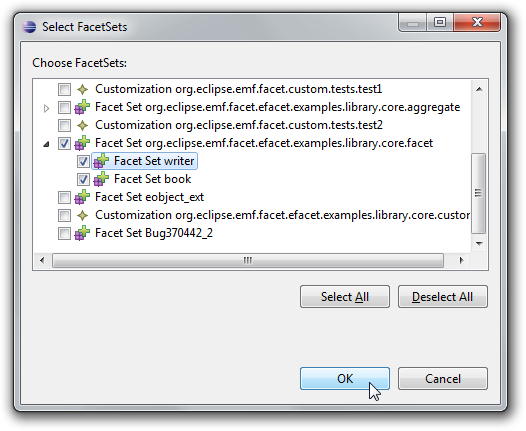 Select FacetSets
Choose FacetSets:
Customization org.eclipse.emf.facet.custom.tests.test1
Facet Set org.eclipse.emf.facet.efacet.examples.library.core.aggregate
Customization org.eclipse.emf.facet.custom.tests.test2
Facet Set org.eclipse.emf.facet.efacet.examples.library.core.facet
Facet Set writer
Facet Set book
Facet Set eobject_ext
Customization org.eclipse.emf.facet.efacet.examples.library.core.custo
Facet Set Bug370442_2
Select All Deselect All
OK Cancel